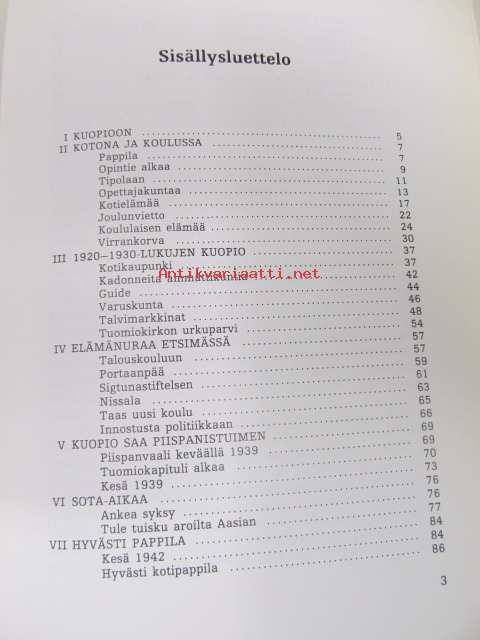 Sisällysluettelo
I KUOPIOON 5
II KOTONA JA KOULUSSA 7
Pappila 7
Opintie alkaa 9
Tipolaan 11
Opettajakuntaa 13
Kotielämää 17
Joulunvietto 22
Koululaisen elämää 24
Virrankorva 30
III 1920—1930-LUKUJEN KUOPIO 37
Kotikaupunki 37
Kadonneita 42
Antikvariaatti.net
Guide 44
Varuskunta 46
Talvimarkkinat 48
Tuomiokirkon urkuparvi 54
IV ELÄMÄNURAA ETSIMÄSSÄ 57
Talouskouluun 57
Portaanpää 59
Sigtunastiftelsen 61
Nissala 63
Taas uusi koulu 65
Innostusta politiikkaan 66
V KUOPIO SAA PIISPANISTUIMEN 69
Piispanvaali keväällä 1939 69
Tuomiokapituli alkaa 70
Kesä 1939 73
VI SOTA-AIKAA 76
Ankea syksy 76
Tule tuisku aroilta Aasian 77
VII HYVÄSTI PAPPILA 84
Kesä 1942 84
Hyvästi kotipappila 86
3